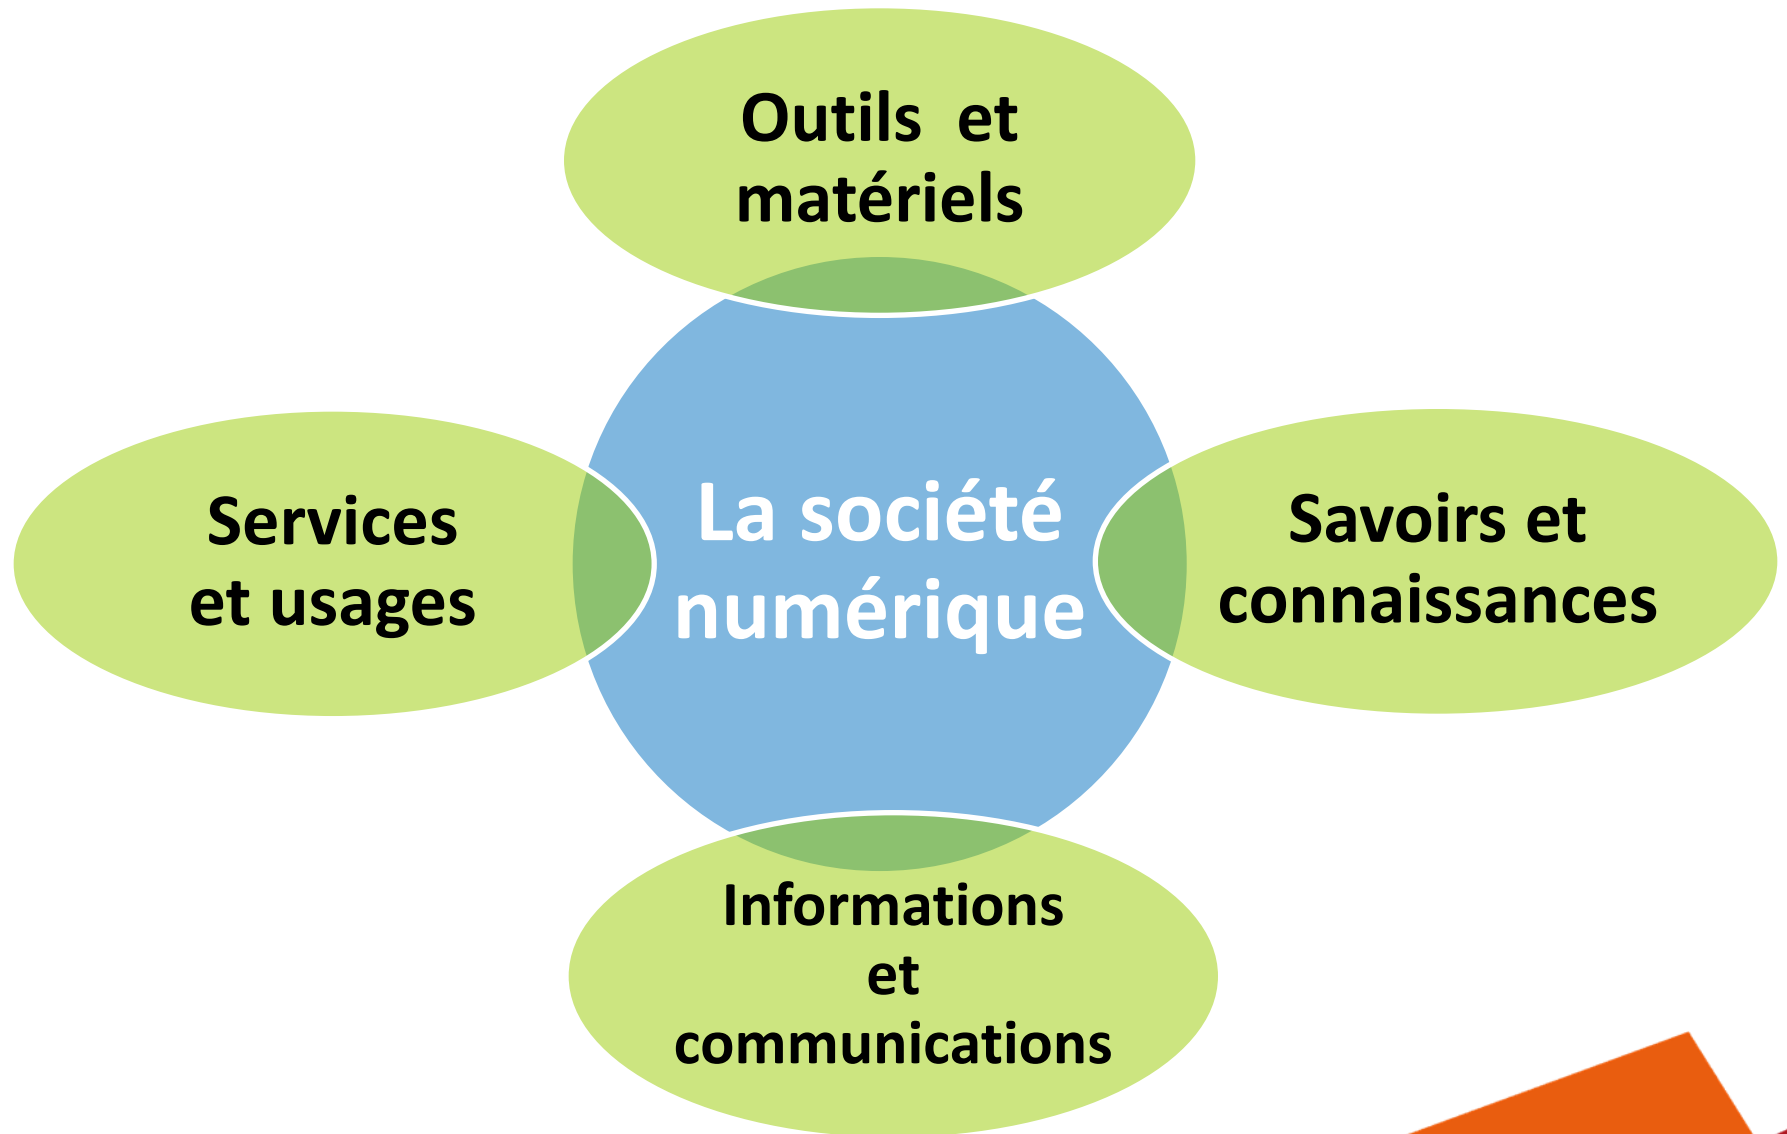 Outils et
matériels
Services
et usages
La société
numérique
Savoirs et
connaissances
Informations
et
communications